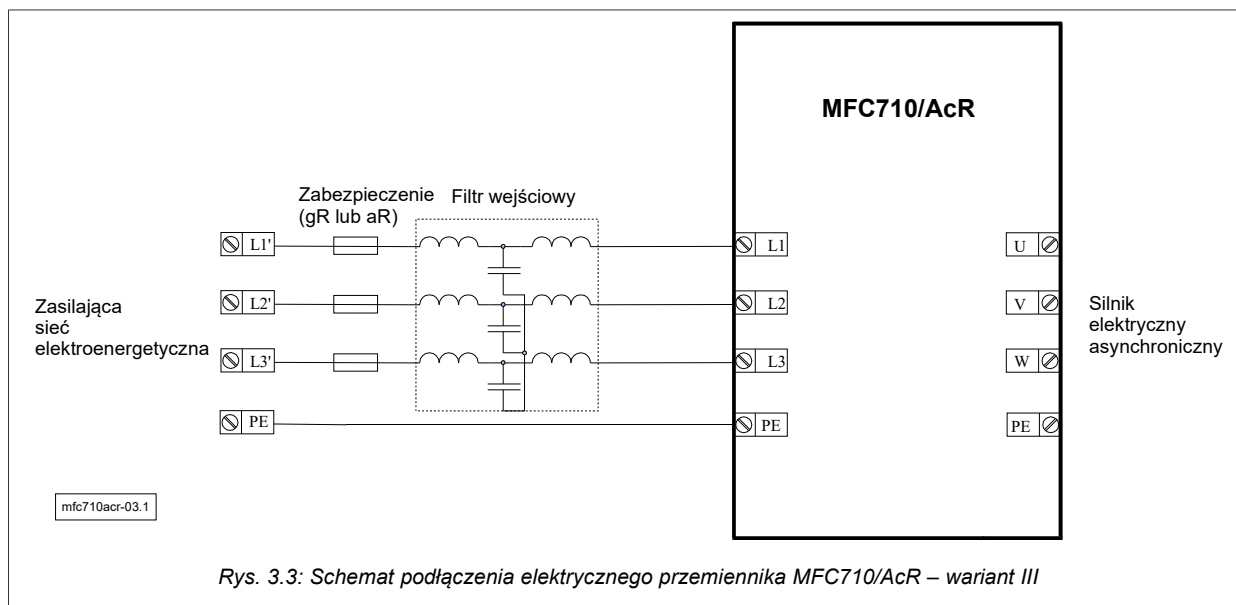 MFC710/AcR
Zabezpieczenie
(gR lub aR)
Filtr wejściowy
L1'
L1
U
Zasilająca
sieć
elektroenergetyczna
L2'
L2
V
Silnik
elektryczny
asynchroniczny
L3'
L3
W
PE
PE
PE
mfc710acr-03.1
Rys. 3.3: Schemat podłączenia elektrycznego przemiennika MFC710/AcR – wariant III